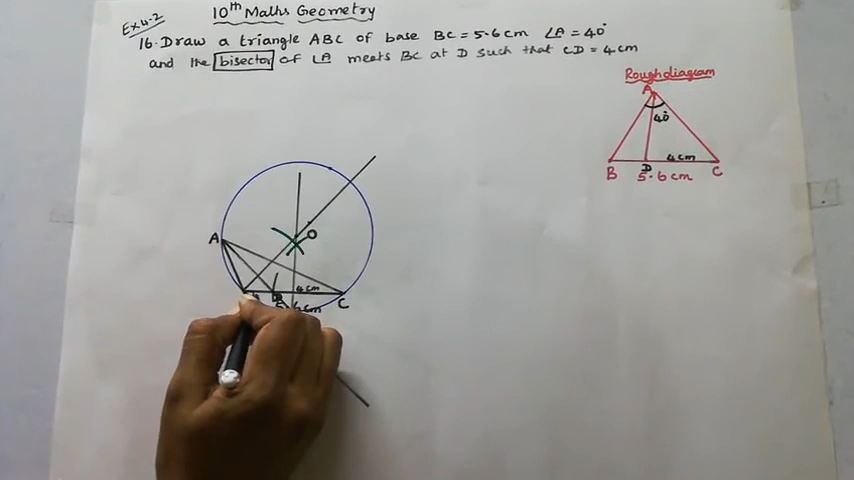 Ex 4.2
10th Maths Geometry
16. Draw a triangle ABC of base BC = 5.6 cm ∠A = 40°
and the bisector of ∠A meets BC at D such that CD = 4 cm
Rough diagram
A
40°
4 cm
B D C
5.6 cm
A
O
4 cm
C